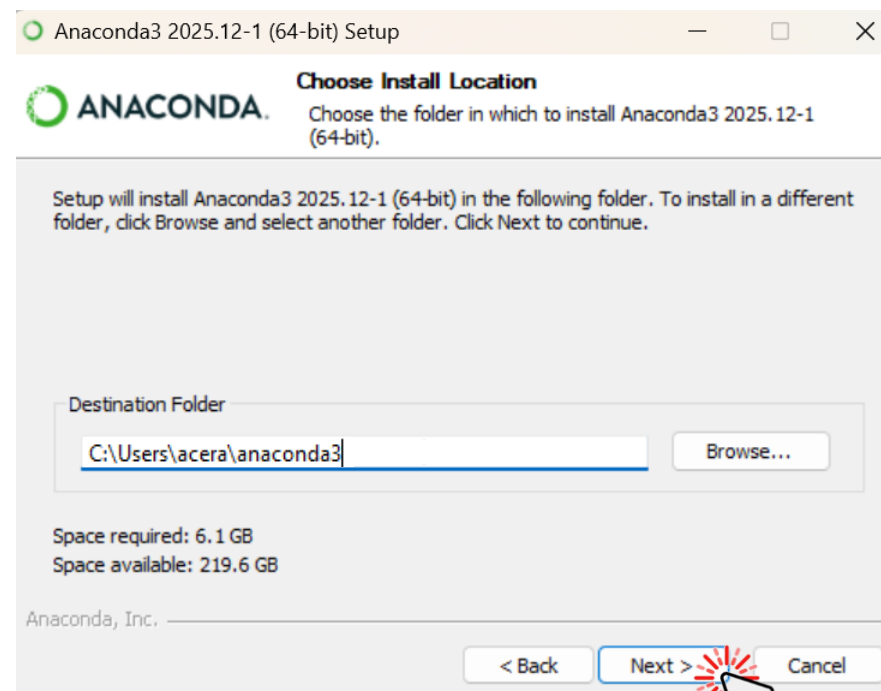 Anaconda3 2025.12-1 (64-bit) Setup
ANACONDA.
Choose Install Location
Choose the folder in which to install Anaconda3 2025.12-1
(64-bit).
Setup will install Anaconda3 2025.12-1 (64-bit) in the following folder. To install in a different
folder, click Browse and select another folder. Click Next to continue.
Destination Folder
C:\Users\acera\anaconda3
Browse...
Space required: 6.1 GB
Space available: 219.6 GB
Anaconda, Inc.
< Back
Next >
Cancel